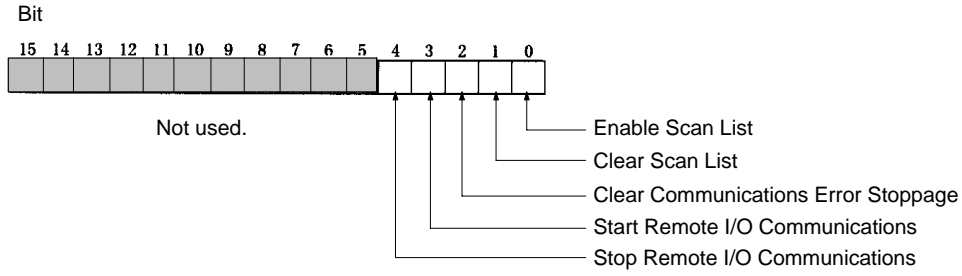 Bit
15 14 13 12 11 10 9 8 7 6 5 4 3 2 1 0
Not used.
Enable Scan List
Clear Scan List
Clear Communications Error Stoppage
Start Remote I/O Communications
Stop Remote I/O Communications